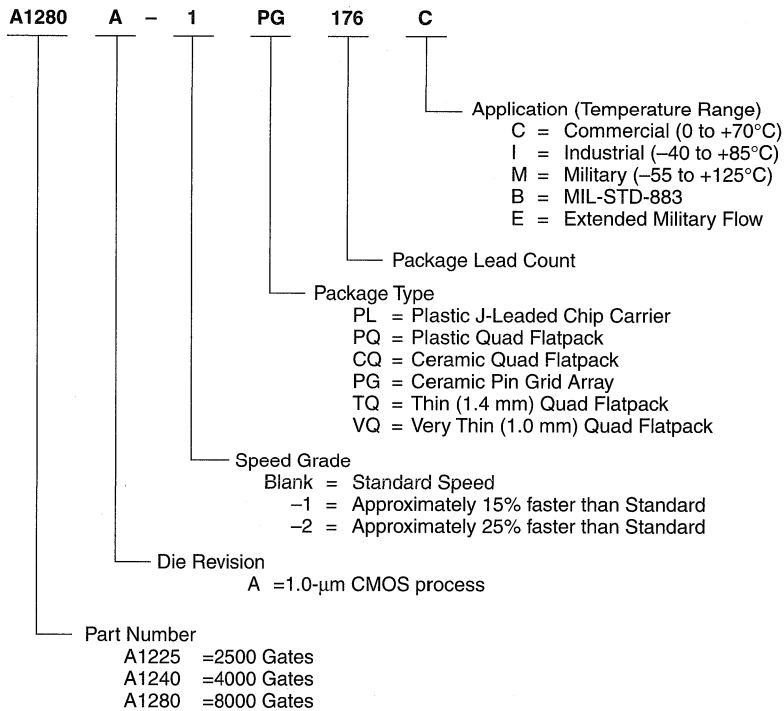 A1280 A – 1 PG 176 C
Application (Temperature Range)
C = Commercial (0 to +70°C)
I = Industrial (–40 to +85°C)
M = Military (–55 to +125°C)
B = MIL-STD-883
E = Extended Military Flow
Package Lead Count
Package Type
PL = Plastic J-Leaded Chip Carrier
PQ = Plastic Quad Flatpack
CQ = Ceramic Quad Flatpack
PG = Ceramic Pin Grid Array
TQ = Thin (1.4 mm) Quad Flatpack
VQ = Very Thin (1.0 mm) Quad Flatpack
Speed Grade
Blank = Standard Speed
–1 = Approximately 15% faster than Standard
–2 = Approximately 25% faster than Standard
Die Revision
A =1.0-μm CMOS process
Part Number
A1225 =2500 Gates
A1240 =4000 Gates
A1280 =8000 Gates